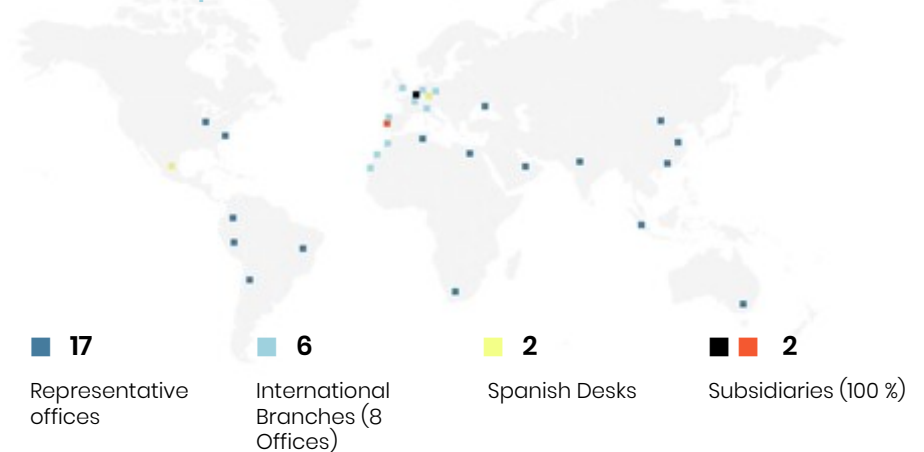 17
Representative
offices
6
International
Branches (8
Offices)
2
Spanish Desks
2
Subsidiaries (100 %)